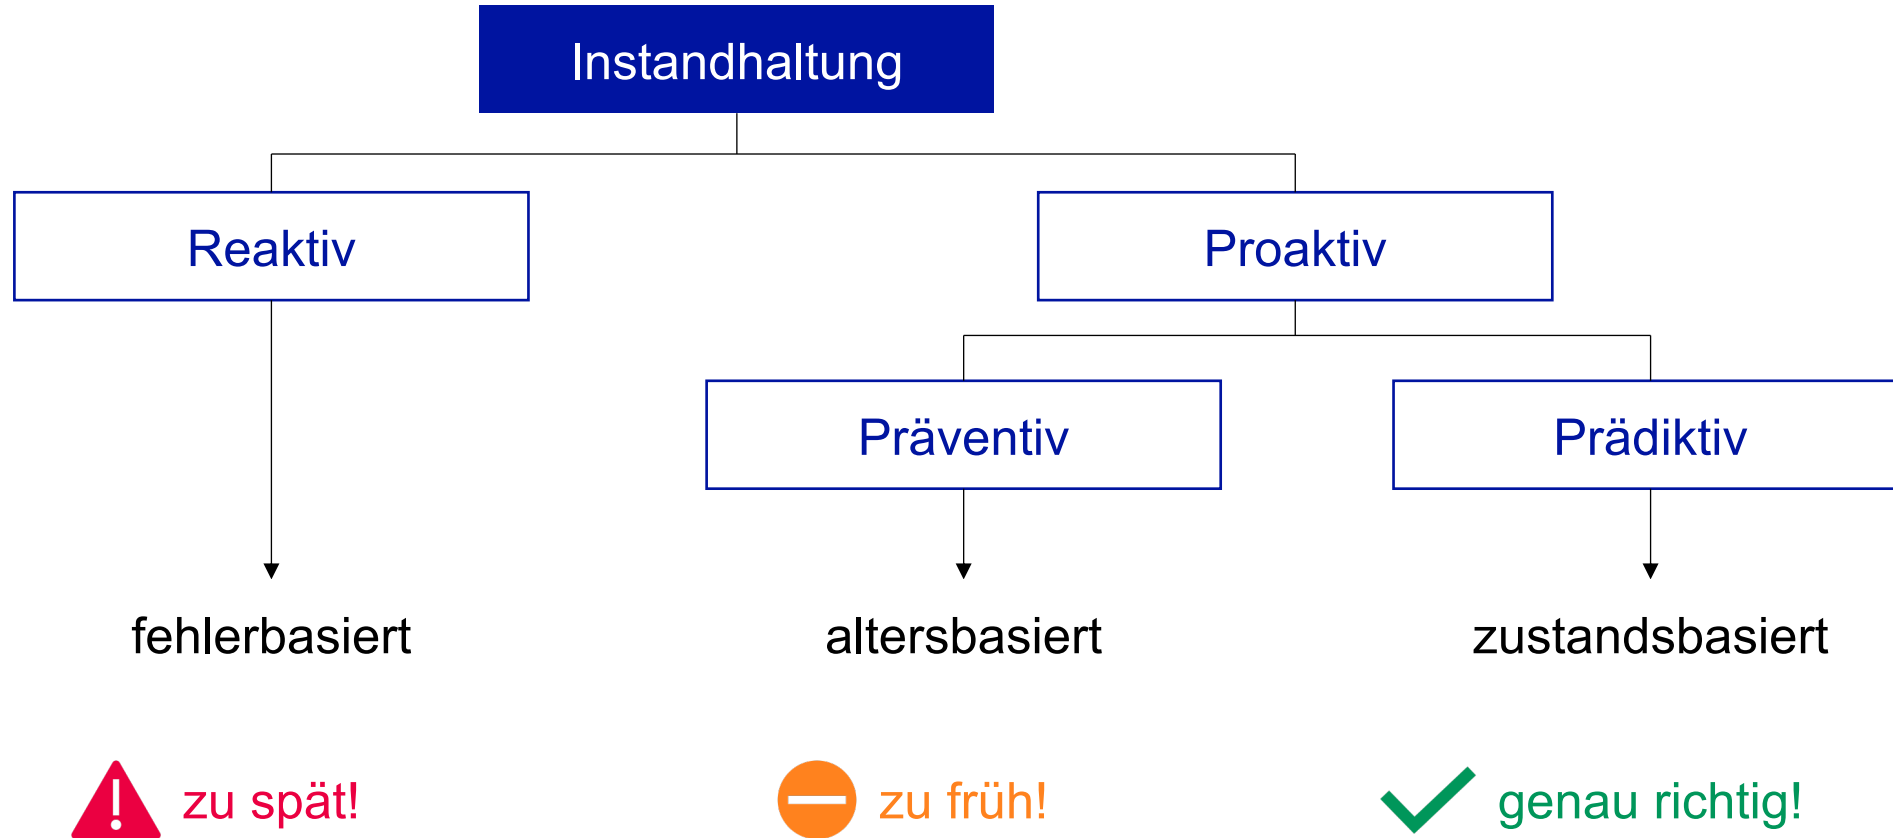 Instandhaltung
Reaktiv
Proaktiv
Präventiv
Prädiktiv
fehlerbasiert
altersbasiert
zustandsbasiert
zu spät!
zu früh!
genau richtig!